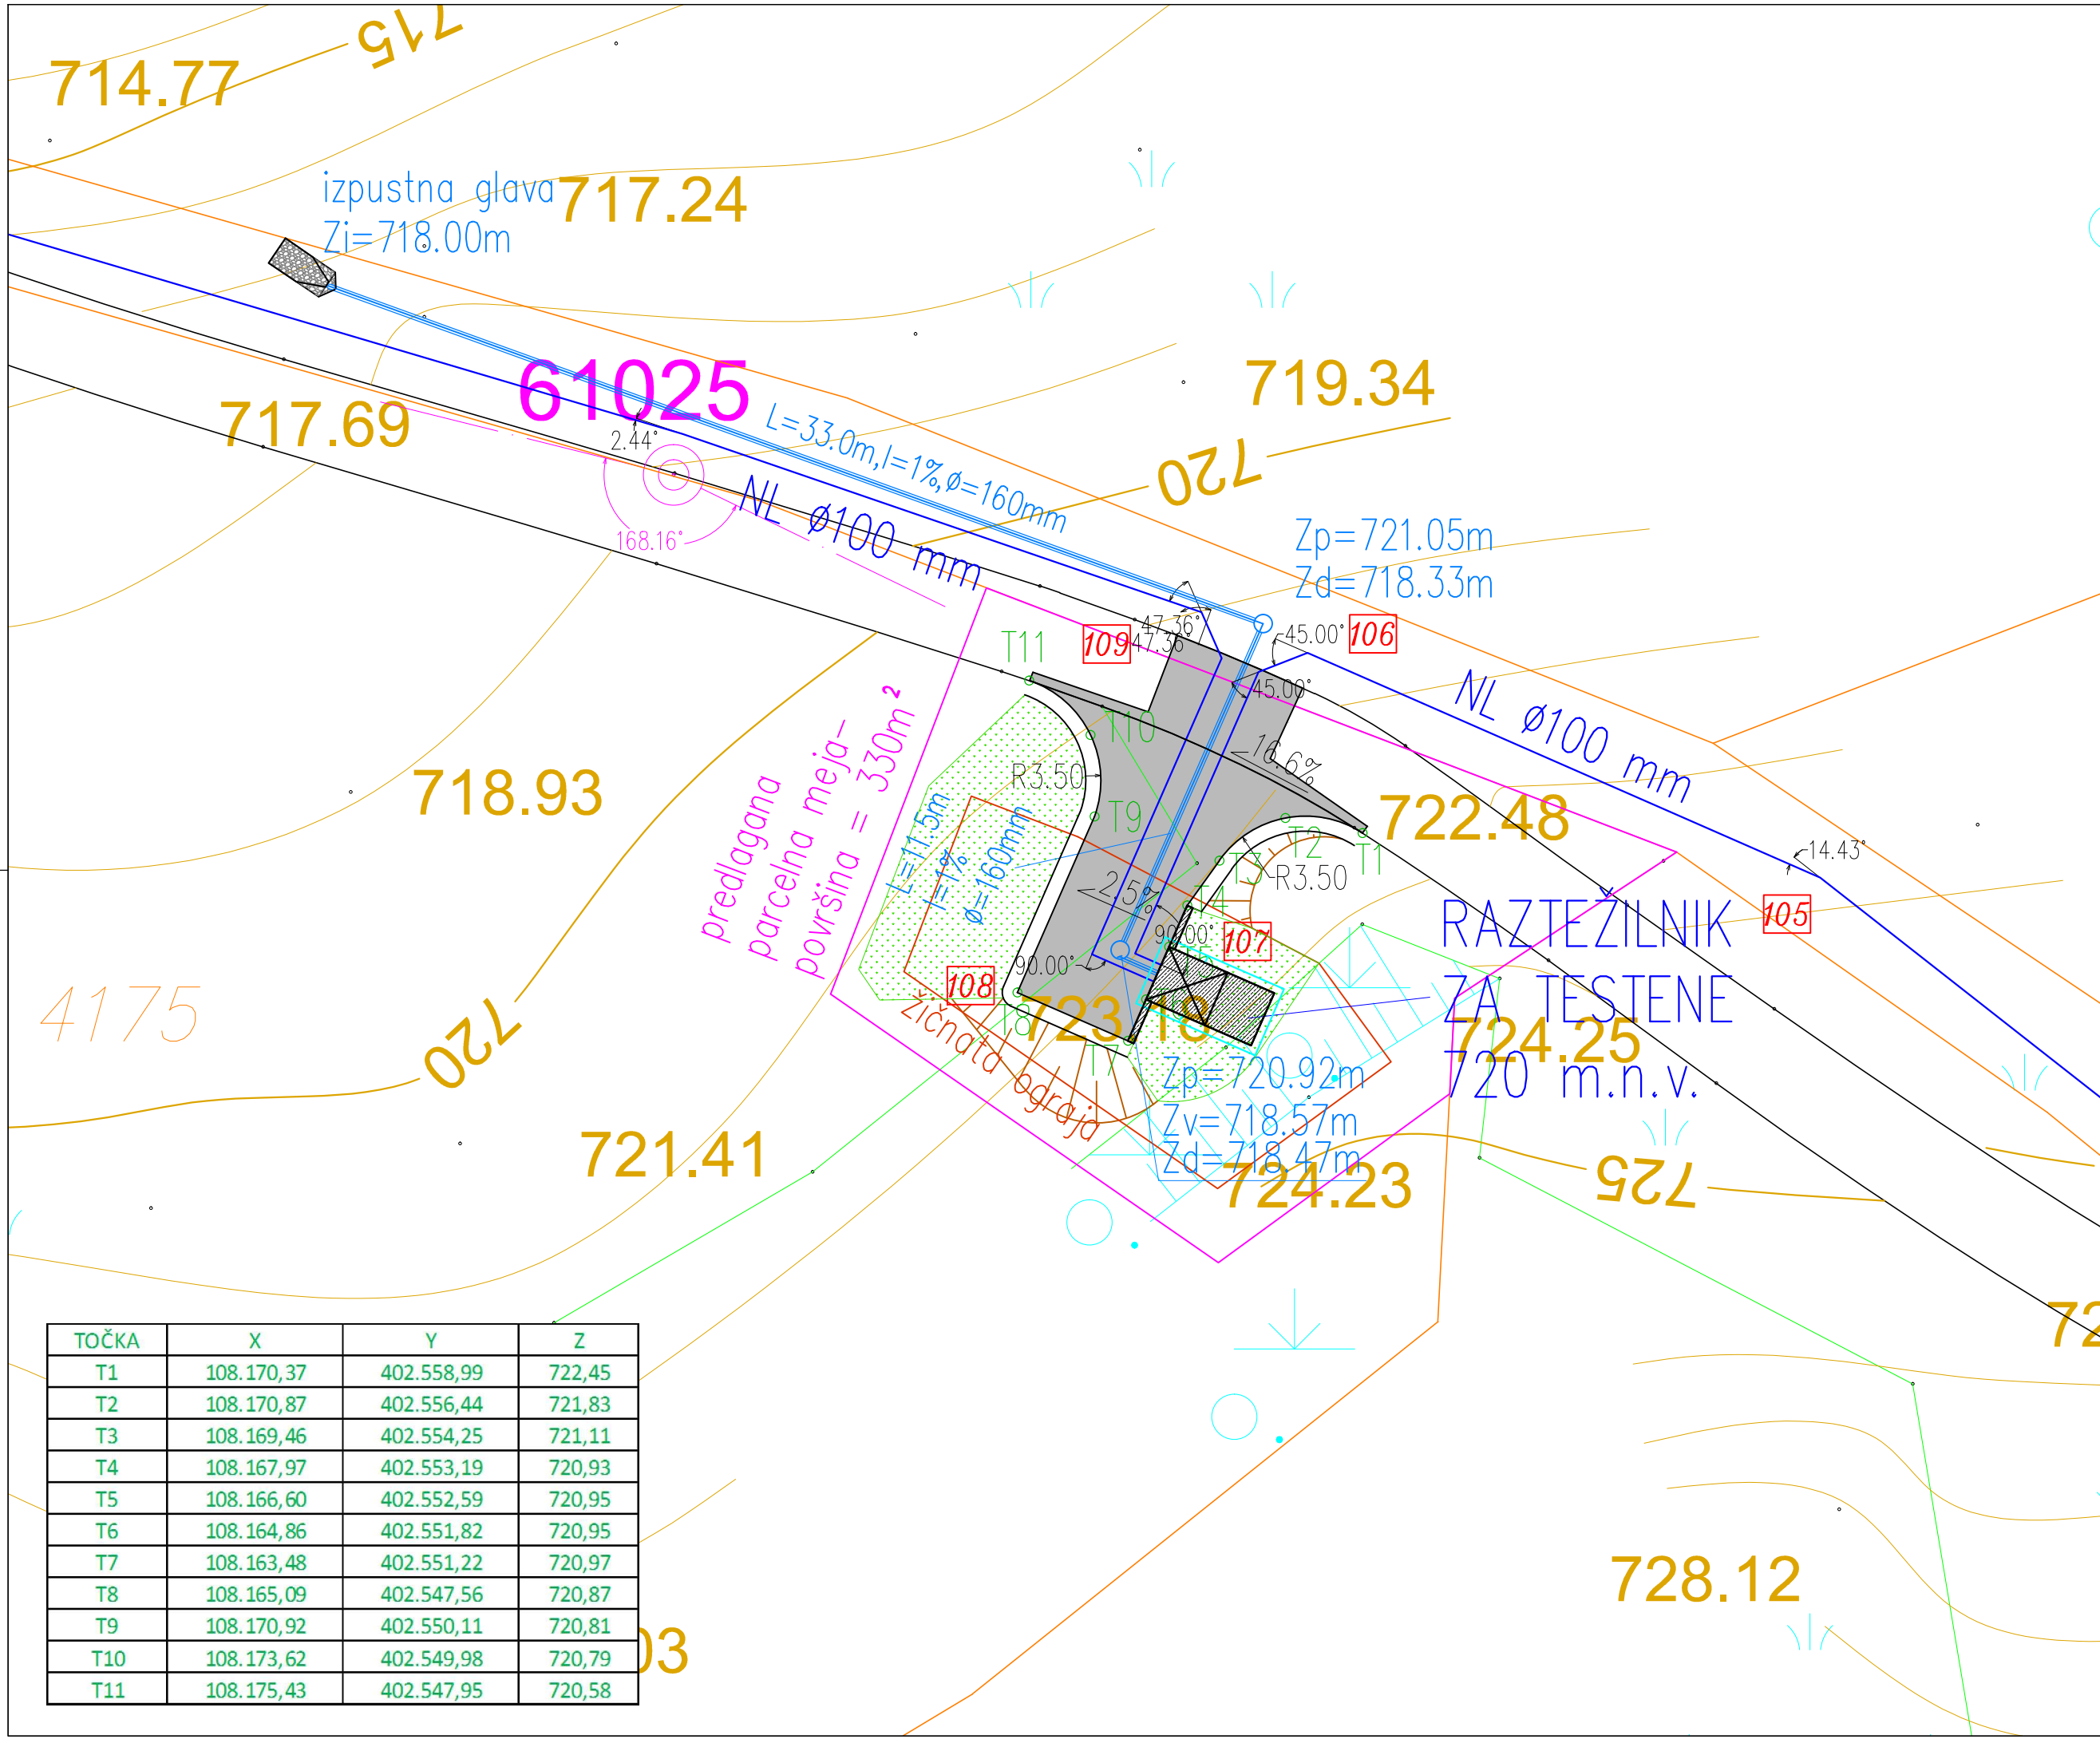 715
714.77
izpustna glava
Zi=718.00m
717.24
61025
719.34
717.69
2.44°
L=33.0m,I=1%,ø=160mm
720
NL ø100 mm
168.16°
Zp=721.05m
Zd=718.33m
47.36°
47.36°
45.00°
106
109
T11
45.00°
NL ø100 mm
T10
16.6%
R3.50
718.93
predlagana
parcelna meja-
površina = 330m²
L=11.5m
I=1%
ø=160mm
T9
722.48
T2
T1
T3
R3.50
14.43°
2.5%
T4
RAZTEŽILNIK
ZA TESTENE
720 m.n.v.
105
90.00°
107
90.00°
108
4175
T8
žičnata ograja
T7
724.25
720
Zp=720.92m
Zv=718.57m
Zd=718.47m
721.41
724.23
725
728.12
03
TOČKA X Y Z
T1 108.170,37 402.558,99 722,45
T2 108.170,87 402.556,44 721,83
T3 108.169,46 402.554,25 721,11
T4 108.167,97 402.553,19 720,93
T5 108.166,60 402.552,59 720,95
T6 108.164,86 402.551,82 720,95
T7 108.163,48 402.551,22 720,97
T8 108.165,09 402.547,56 720,87
T9 108.170,92 402.550,11 720,81
T10 108.173,62 402.549,98 720,79
T11 108.175,43 402.547,95 720,58